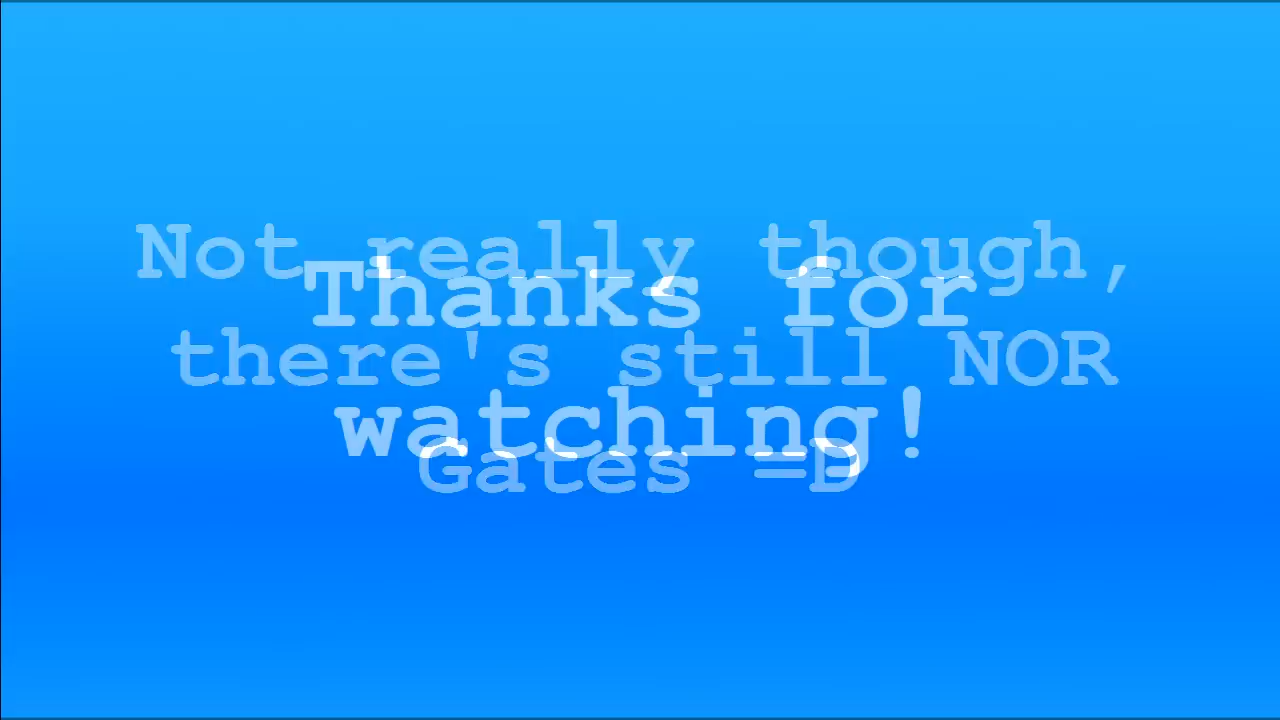 Not really though,
there's still NOR
Gates =D
Thanks for
watching!